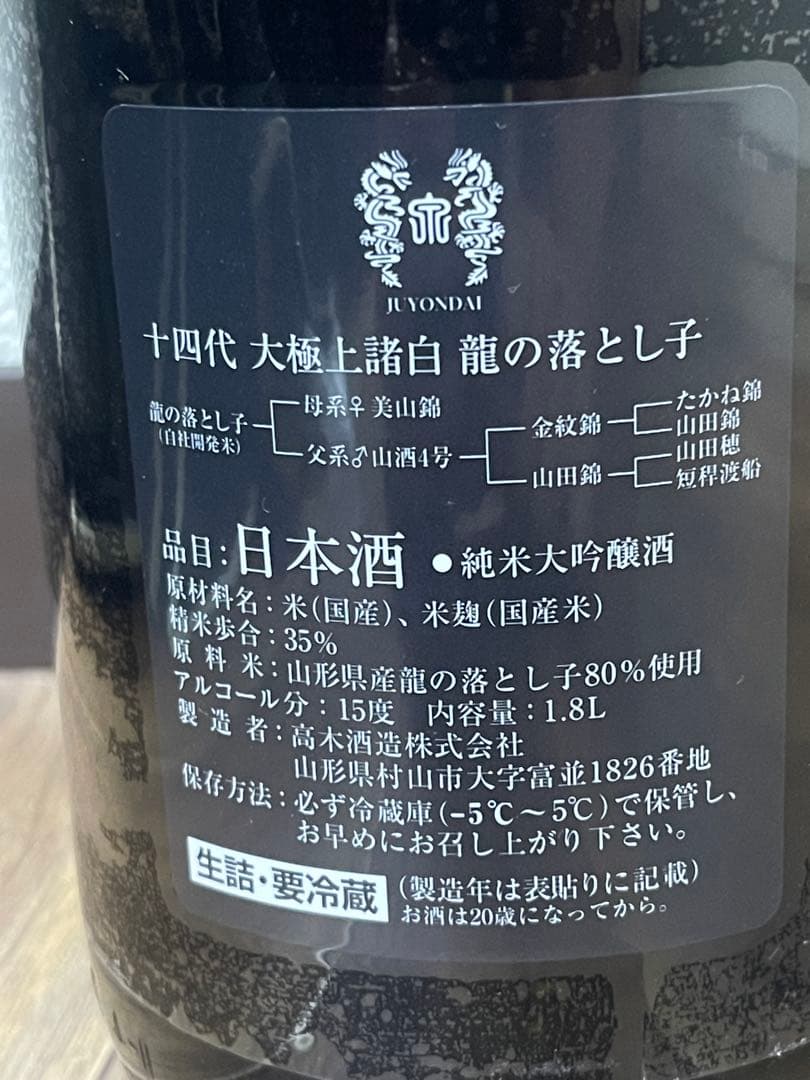 JUYONDAI
十四代 大極上諸白 龍の落とし子
龍の落とし子
(自社開発米)
母系♀美山錦
父系♂山酒4号
金紋錦
山田錦
たかね錦
山田錦
山田穂
短稈渡船
品目:日本酒 ●純米大吟醸酒
原材料名:米(国産)、米麹(国産米)
精米歩合:35%
原料米:山形県産龍の落とし子80%使用
アルコール分:15度 内容量:1.8L
製造者:高木酒造株式会社
山形県村山市大字富並1826番地
保存方法:必ず冷蔵庫(-5℃～5℃)で保管し、
お早めにお召し上がり下さい。
生詰・要冷蔵
(製造年は表貼りに記載)
お酒は20歳になってから。